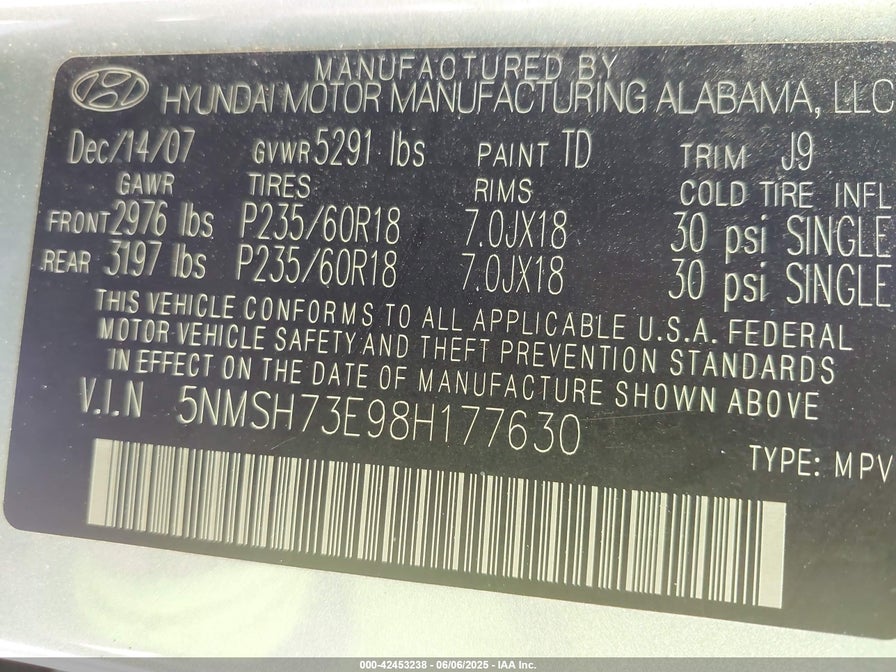 MANUFACTURED BY
HYUNDAI MOTOR MANUFACTURING ALABAMA, LLC
Dec/14/07 GVWR 5291 lbs PAINT TD TRIM J9
GAWR TIRES RIMS COLD TIRE INFL
FRONT 2976 lbs P235/60R18 7.0JX18 30 psi SINGLE
REAR 3197 lbs P235/60R18 7.0JX18 30 psi SINGLE
THIS VEHICLE CONFORMS TO ALL APPLICABLE U.S.A. FEDERAL
MOTOR VEHICLE SAFETY AND THEFT PREVENTION STANDARDS
IN EFFECT ON THE DATE OF MANUFACTURE SHOWN ABOVE
V.I.N 5NMSH73E98H177630
TYPE: MPV
000-42453238 - 06/06/2025 - IAA Inc.